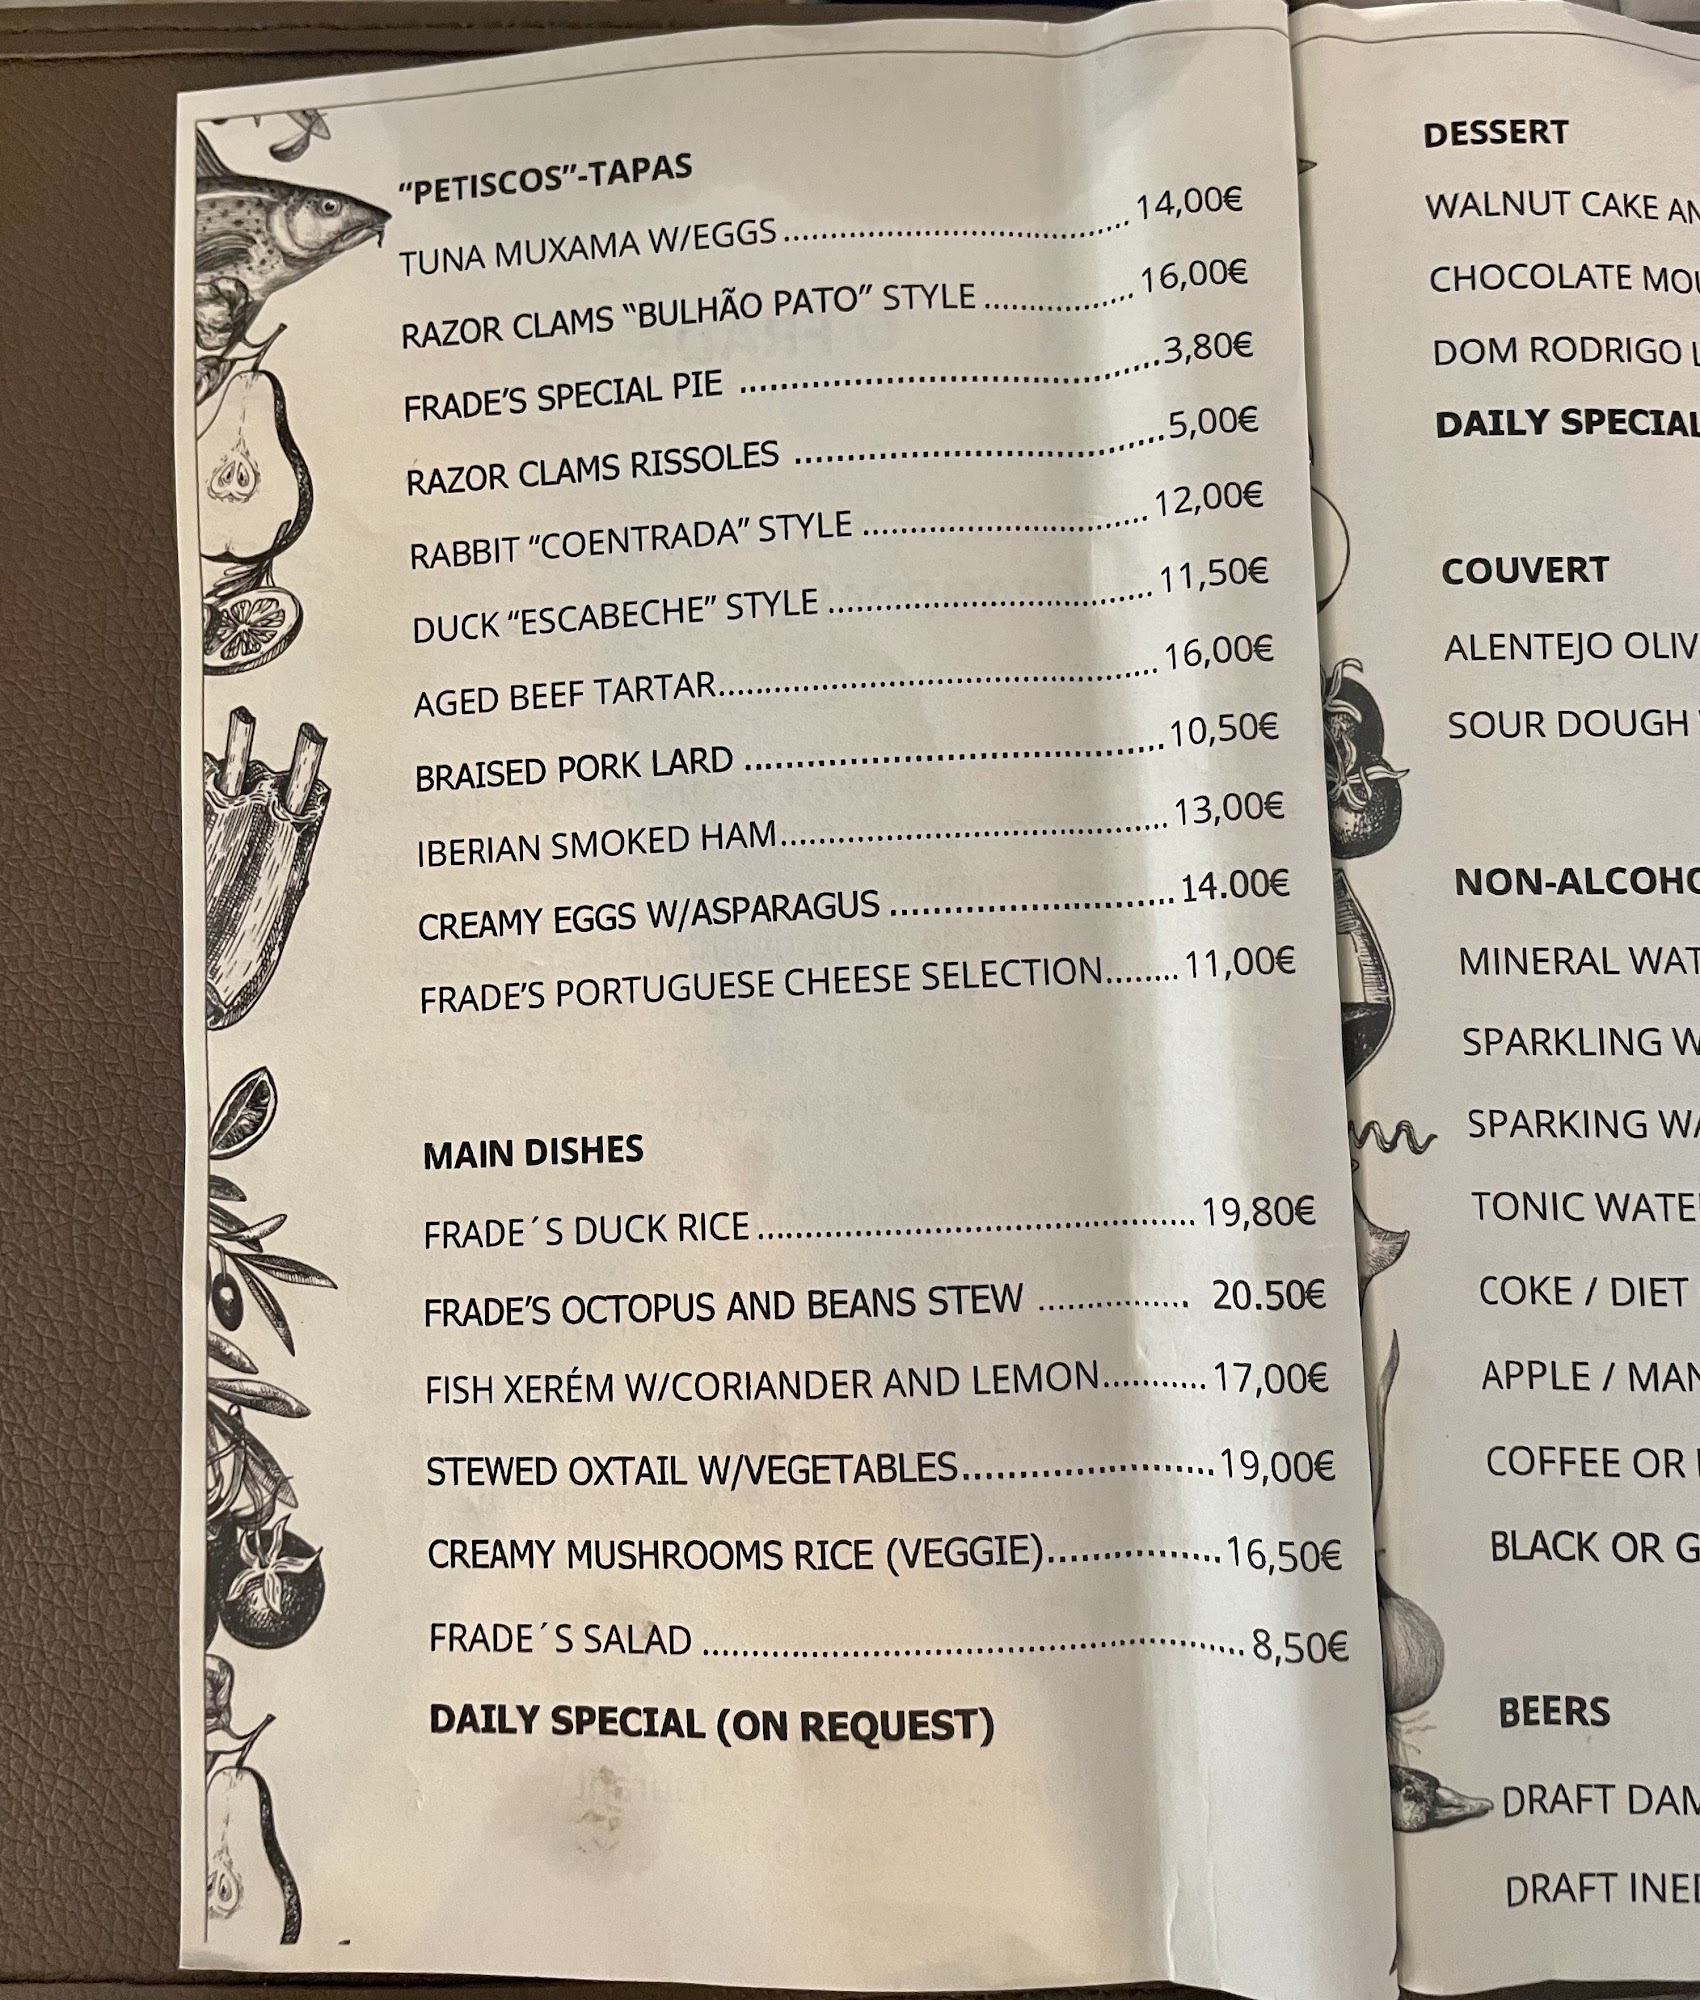 "PETISCOS"-TAPAS
TUNA MUXAMA W/EGGS.....................................14,00€
RAZOR CLAMS "BULHÃO PATO" STYLE................16,00€
FRADE'S SPECIAL PIE .............................................3,80€
RAZOR CLAMS RISSOLES .......................................5,00€
RABBIT "COENTRADA" STYLE ..............................12,00€
DUCK "ESCABECHE" STYLE ..................................11,50€
AGED BEEF TARTAR..............................................16,00€
BRAISED PORK LARD ............................................10,50€
IBERIAN SMOKED HAM.........................................13,00€
CREAMY EGGS W/ASPARAGUS ..............................14.00€
FRADE'S PORTUGUESE CHEESE SELECTION........11,00€
MAIN DISHES
FRADE´S DUCK RICE..............................................19,80€
FRADE'S OCTOPUS AND BEANS STEW ................ 20.50€
FISH XERÉM W/CORIANDER AND LEMON...........17,00€
STEWED OXTAIL W/VEGETABLES..........................19,00€
CREAMY MUSHROOMS RICE (VEGGIE)..................16,50€
FRADE´S SALAD ........................................................8,50€
DAILY SPECIAL (ON REQUEST)
DESSERT
WALNUT CAKE
CHOCOLATE
DOM RODRIGO
DAILY SPECIAL
COUVERT
ALENTEJO
SOUR DOUGH
MINERAL
SPARKLING
SPARKING
TONIC
COKE / DIET
APPLE /
COFFEE OR
BLACK OR
BEERS
DRAFT
DRAFT